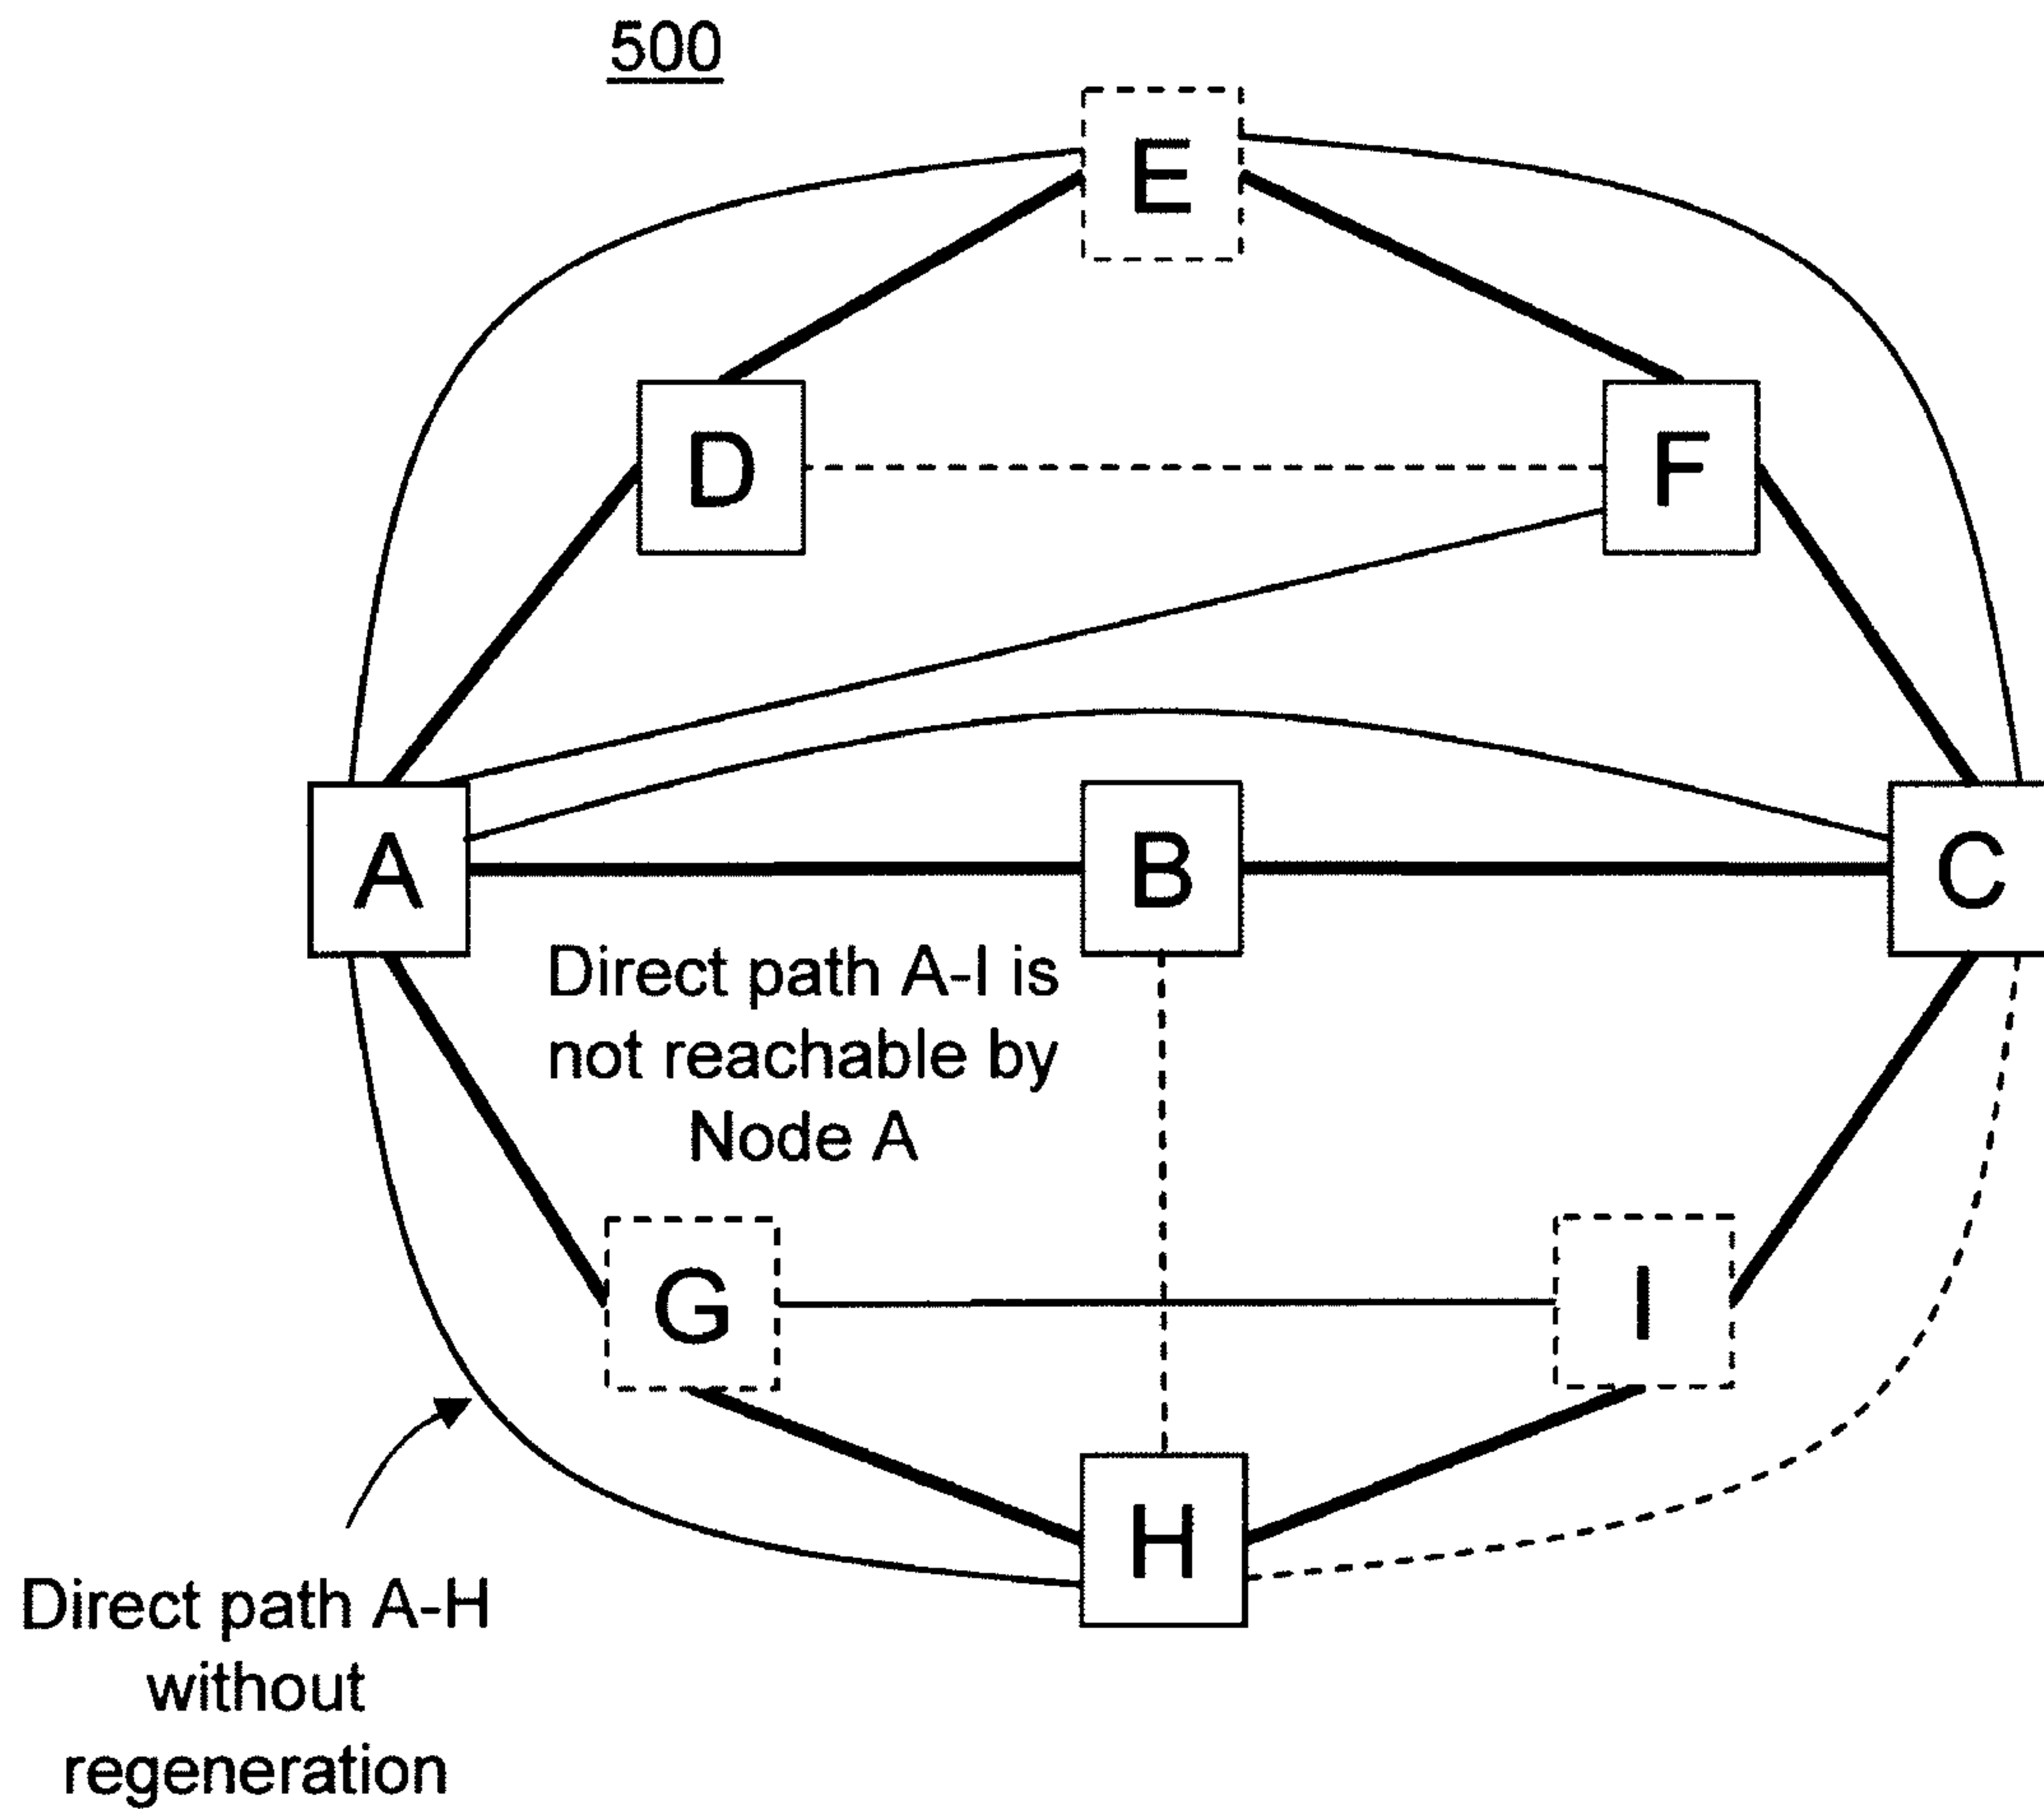 500
E
D
F
A
B
C
Direct path A-I is
not reachable by
Node A
G
I
H
Direct path A-H
without
regeneration